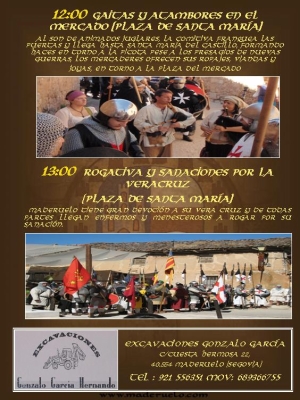 12:00 GAITAS Y ATAMBORES EN EL
MERCADO [PLAZA DE SANTA MARÍA]
AL SON DE ANIMADOS JUGLARES, LA COMITIVA FRANQUEA LAS
PUERTAS Y LLEGA HASTA SANTA MARÍA DEL CASTILLO, FORMANDO
HACES EN TORNO A LA PICOTA PESE A LOS PRESAGIOS DE NUEVAS
GUERRAS, LOS MERCADERES OFRECEN SUS ROPAJES, VIANDAS Y
JOYAS, EN TORNO A LA PLAZA DEL MERCADO
13:00 ROGATIVA Y SANACIONES POR LA
VERACRUZ
[PLAZA DE SANTA MARÍA]
MADERUELO TIENE GRAN DEVOCIÓN A SU VERA CRUZ Y DE TODAS
PARTES LLEGAN ENFERMOS Y MENESTEROSOS A ROGAR POR SU
SANACIÓN.
EXCAVACIONES
Gonzalo García Hernando
EXCAVACIONES GONZALO GARCÍA
C/CUESTA HERMOSA 22,
40.554 MADERUELO (SEGOVIA)
TEL : 921 556351 MOV: 689366755
www.maderuelo.com